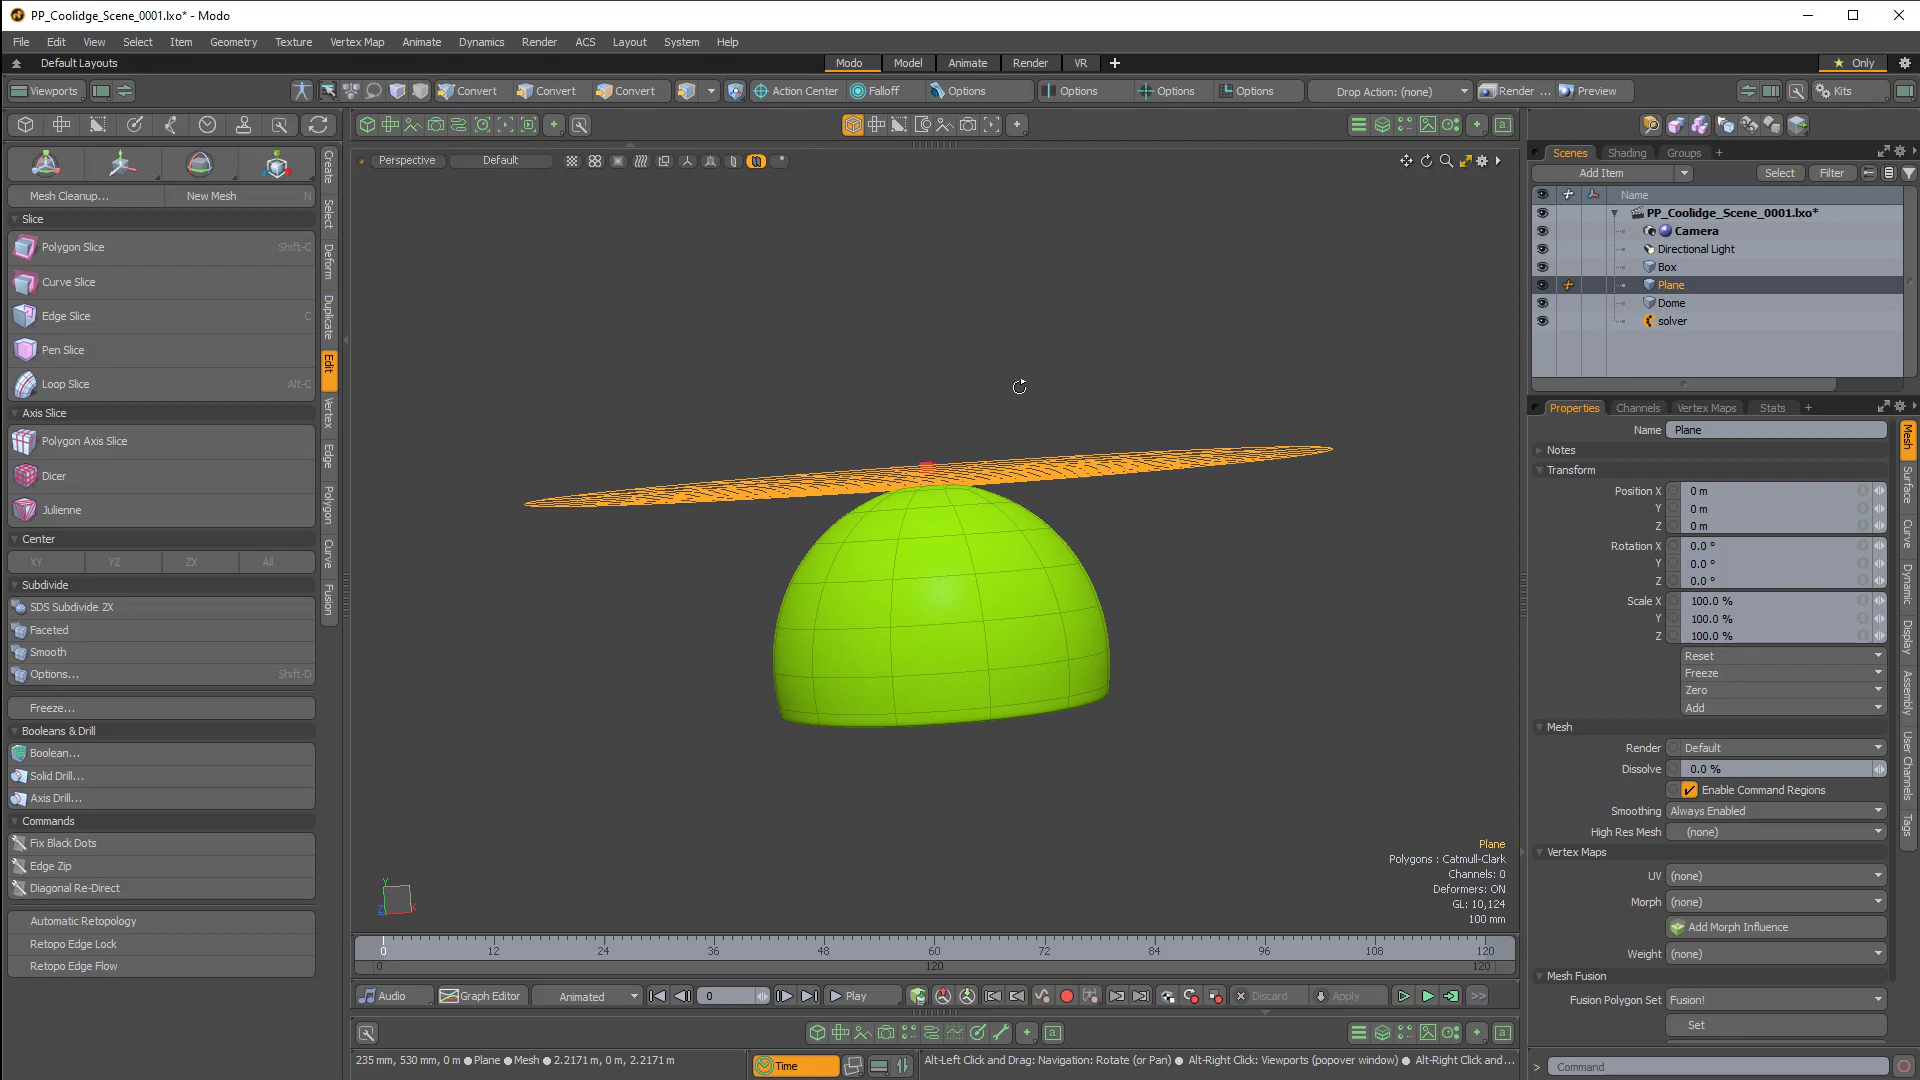 PP_Coolidge_Scene_0001.lxo* - Modo
File Edit View Select Item Geometry Texture Vertex Map Animate Dynamics Render ACS Layout System Help
Default Layouts Modo Model Animate Render VR Only
Viewports Convert Convert Convert Action Center Falloff Options Options Options Options Drop Action: (none) Render ... Preview Kits
Perspective Default
Scenes Shading Groups
Add Item Select Filter
Name
PP_Coolidge_Scene_0001.lxo*
Camera
Directional Light
Box
Plane
Dome
solver
Mesh Cleanup... New Mesh N
Slice
Polygon Slice Shift-C
Curve Slice
Edge Slice C
Pen Slice
Loop Slice Alt-C
Axis Slice
Polygon Axis Slice
Dicer
Julienne
Center
XY YZ ZX All
Subdivide
SDS Subdivide 2X
Faceted
Smooth
Options... Shift-D
Freeze...
Booleans & Drill
Boolean...
Solid Drill...
Axis Drill...
Commands
Fix Black Dots
Edge Zip
Diagonal Re-Direct
Automatic Retopology
Retopo Edge Lock
Retopo Edge Flow
Create
Select
Deform
Duplicate
Edit
Vertex
Edge
Polygon
Curve
Fusion
Properties Channels Vertex Maps Stats
Name Plane
Notes
Transform
Position X 0 m
Y 0 m
Z 0 m
Rotation X 0.0 °
Y 0.0 °
Z 0.0 °
Scale X 100.0 %
Y 100.0 %
Z 100.0 %
Reset
Freeze
Zero
Add
Mesh
Render Default
Dissolve 0.0 %
Enable Command Regions
Smoothing Always Enabled
High Res Mesh (none)
Vertex Maps
UV (none)
Morph (none)
Add Morph Influence
Weight (none)
Mesh Fusion
Fusion Polygon Set Fusion!
Set
Mesh
Surface
Curve
Dynamic
Display
Assembly
User Channels
Tags
Plane
Polygons : Catmull-Clark
Channels: 0
Deformers: ON
GL: 10,124
100 mm
Y
Z X
0 12 24 36 48 60 72 84 96 108 120
0 120 120
Audio Graph Editor Animated 0 Play Discard Apply >>
235 mm, 530 mm, 0 m Plane Mesh 2.2171 m, 0 m, 2.2171 m Time Alt-Left Click and Drag: Navigation: Rotate (or Pan) Alt-Right Click: Viewports (popover window) Alt-Right Click and... > Command